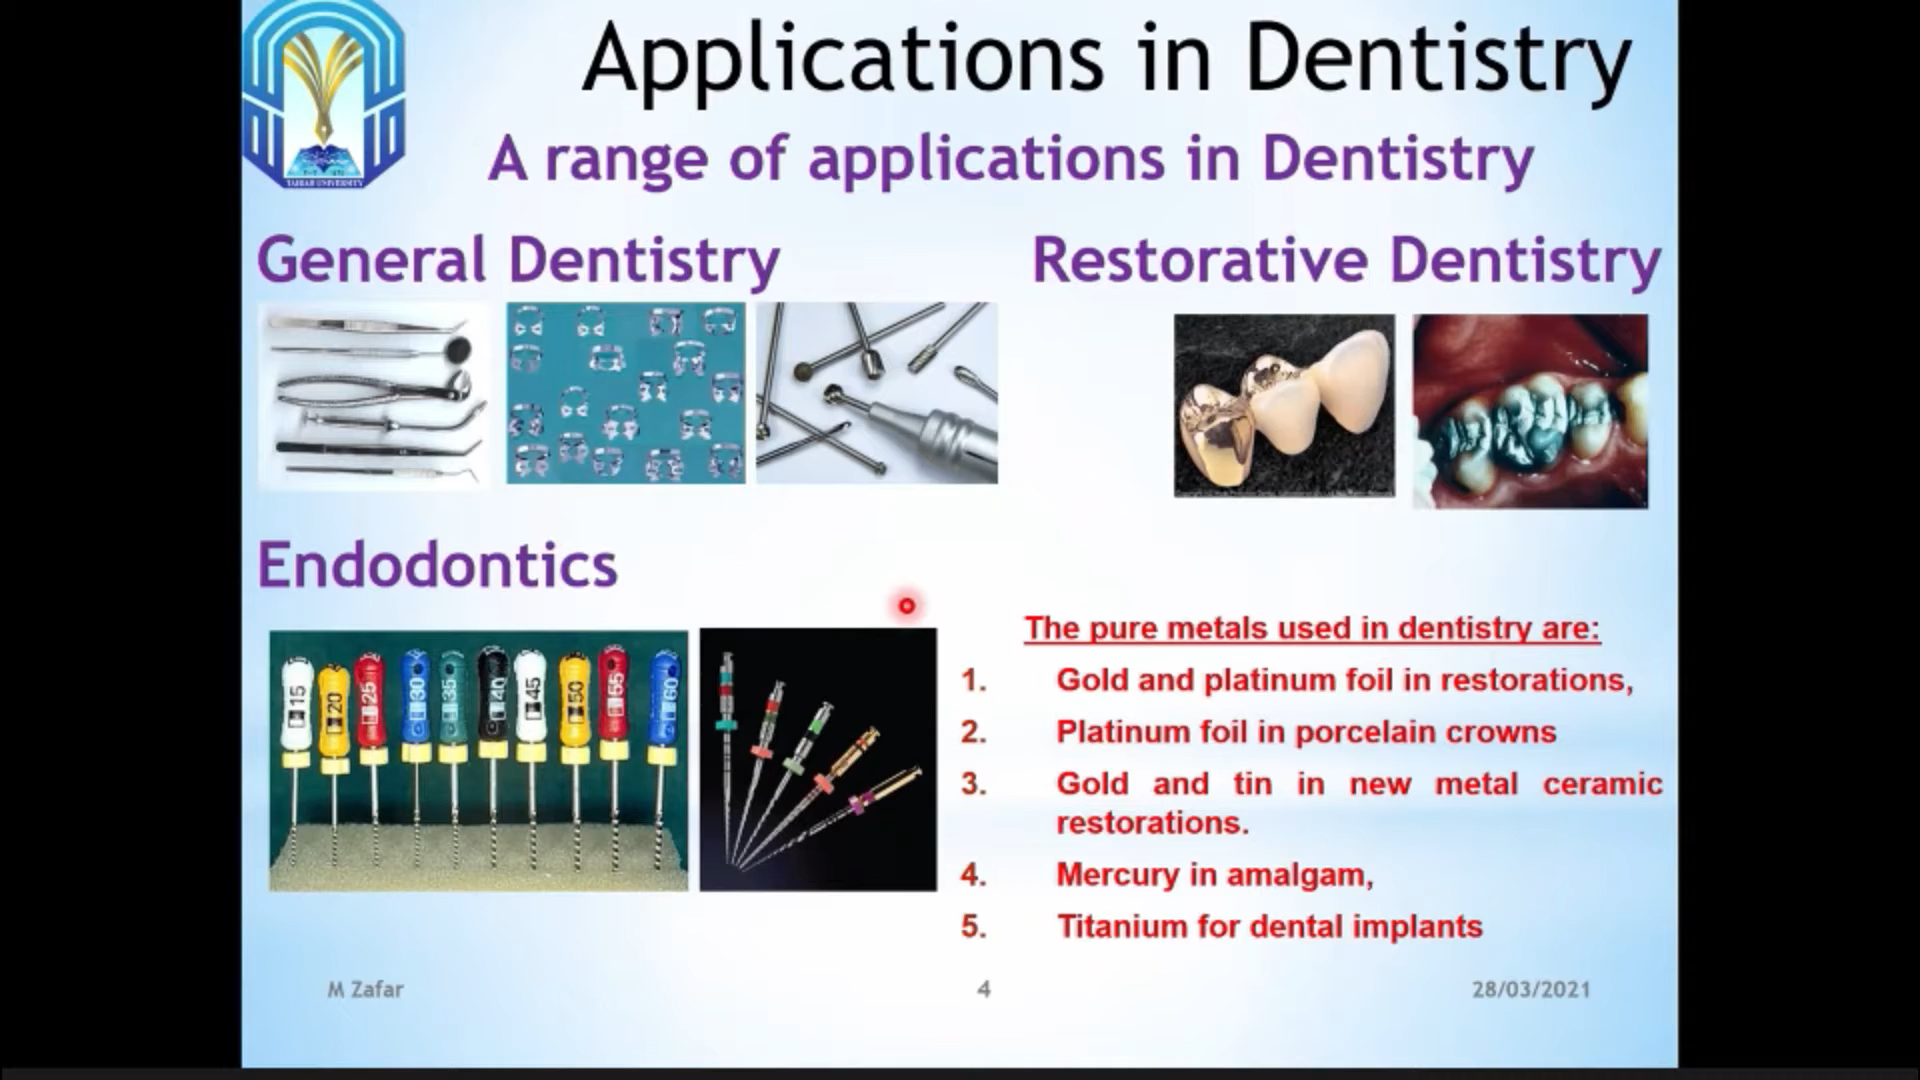 Applications in Dentistry
A range of applications in Dentistry
General Dentistry
Restorative Dentistry
Endodontics
15
20
25
30
35
40
45
50
55
60
The pure metals used in dentistry are:
1. Gold and platinum foil in restorations,
2. Platinum foil in porcelain crowns
3. Gold and tin in new metal ceramic
restorations.
4. Mercury in amalgam,
5. Titanium for dental implants
M Zafar
4
28/03/2021